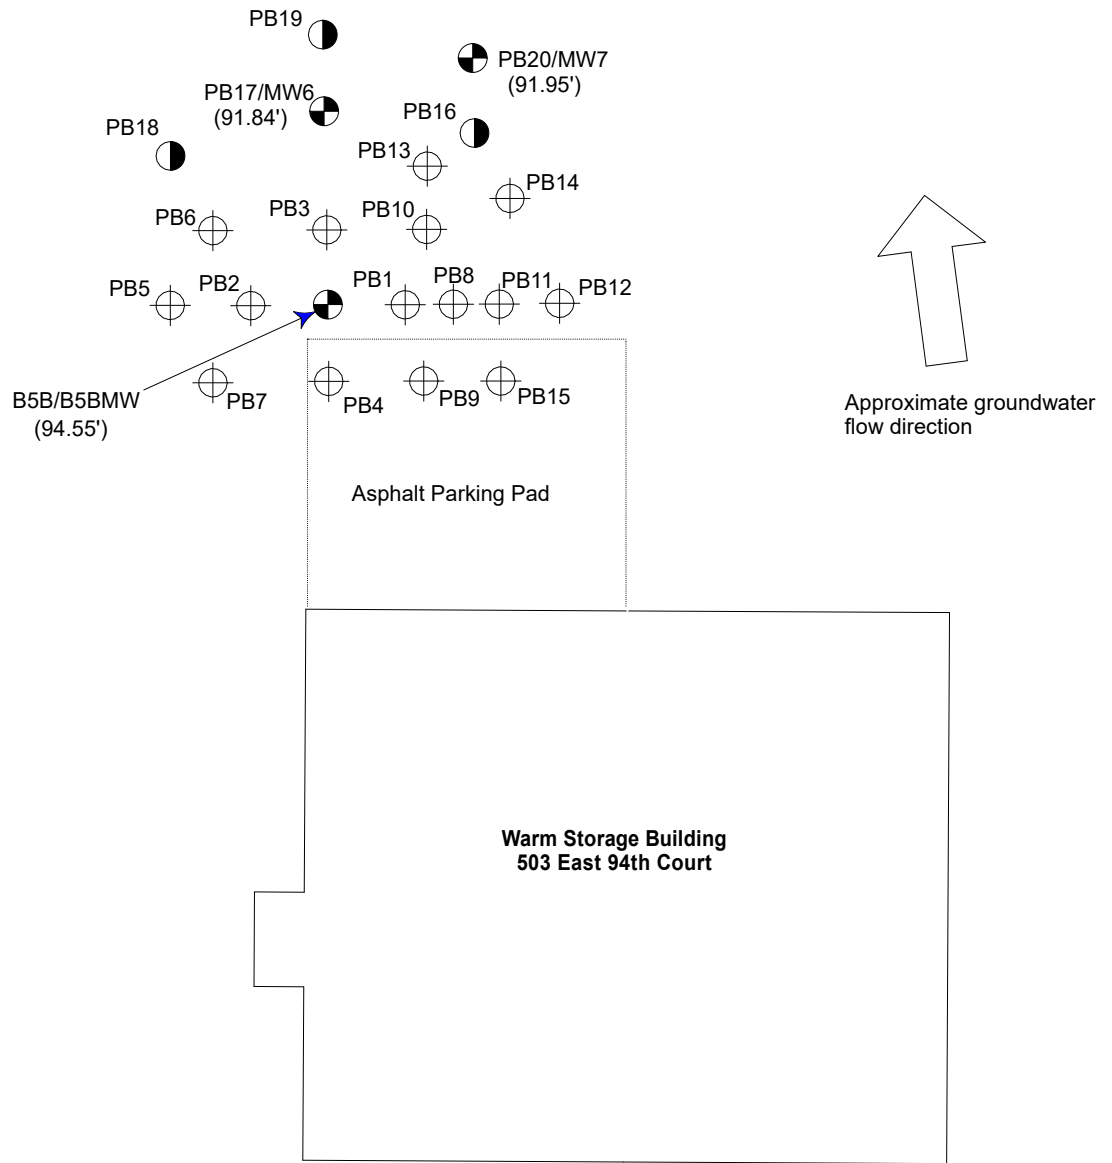 PB19
PB20/MW7
(91.95')
PB17/MW6
(91.84')
PB16
PB18
PB13
PB14
PB6
PB3
PB10
PB5
PB2
PB1
PB8
PB11
PB12
B5B/B5BMW
(94.55')
PB7
PB4
PB9
PB15
Approximate groundwater
flow direction
Asphalt Parking Pad
Warm Storage Building
503 East 94th Court